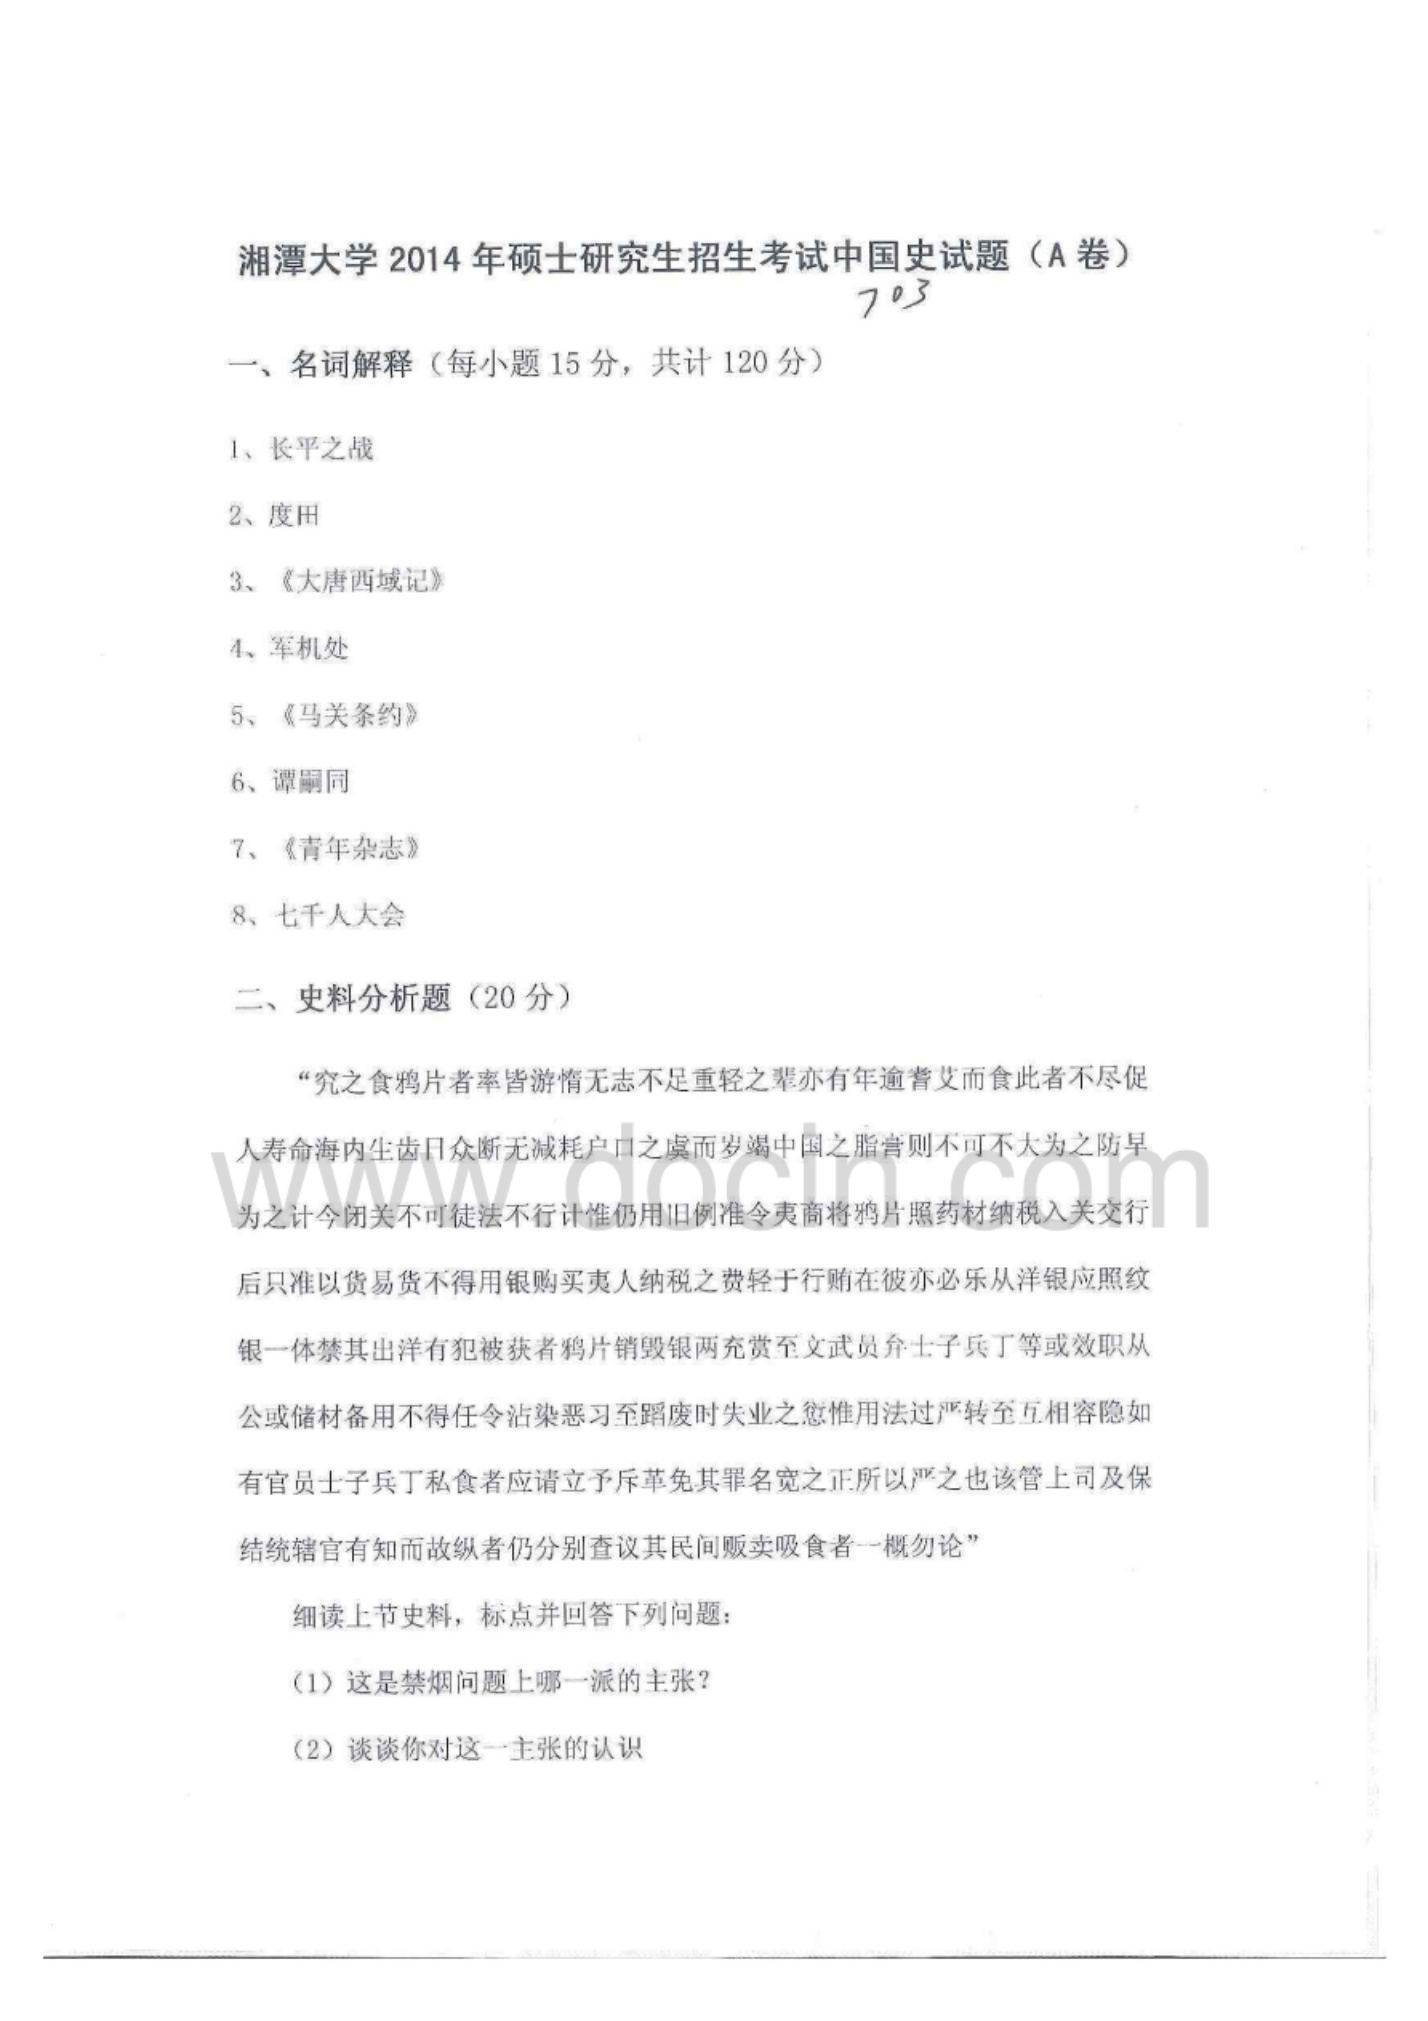 湘潭大学 2014 年硕士研究生招生考试中国史试题（A 卷）
703
一、名词解释（每小题 15 分，共计 120 分）
1、长平之战
2、度田
3、《大唐西域记》
4、军机处
5、《马关条约》
6、谭嗣同
7、《青年杂志》
8、七千人大会
二、史料分析题（20 分）
“究之食鸦片者率皆游惰无志不足重轻之辈亦有年逾耆艾而食此者不尽促
人寿命海内生齿日众断无减耗户口之虞而岁竭中国之脂膏则不可不大为之防早
为之计今闭关不可徒法不行计惟仍用旧例准令夷商将鸦片照药材纳税入关交行
后只准以货易货不得用银购买夷人纳税之费轻于行贿在彼亦必乐从洋银应照纹
银一体禁其出洋有犯被获者鸦片销毁银两充赏至文武员弁士子兵丁等或效职从
公或储材备用不得任令沾染恶习至蹈废时失业之愆惟用法过严转至互相容隐如
有官员士子兵丁私食者应请立予斥革免其罪名宽之正所以严之也该管上司及保
结统辖官有知而故纵者仍分别查议其民间贩卖吸食者一概勿论”
细读上节史料，标点并回答下列问题：
（1）这是禁烟问题上哪一派的主张？
（2）谈谈你对这一主张的认识
www.docin.com